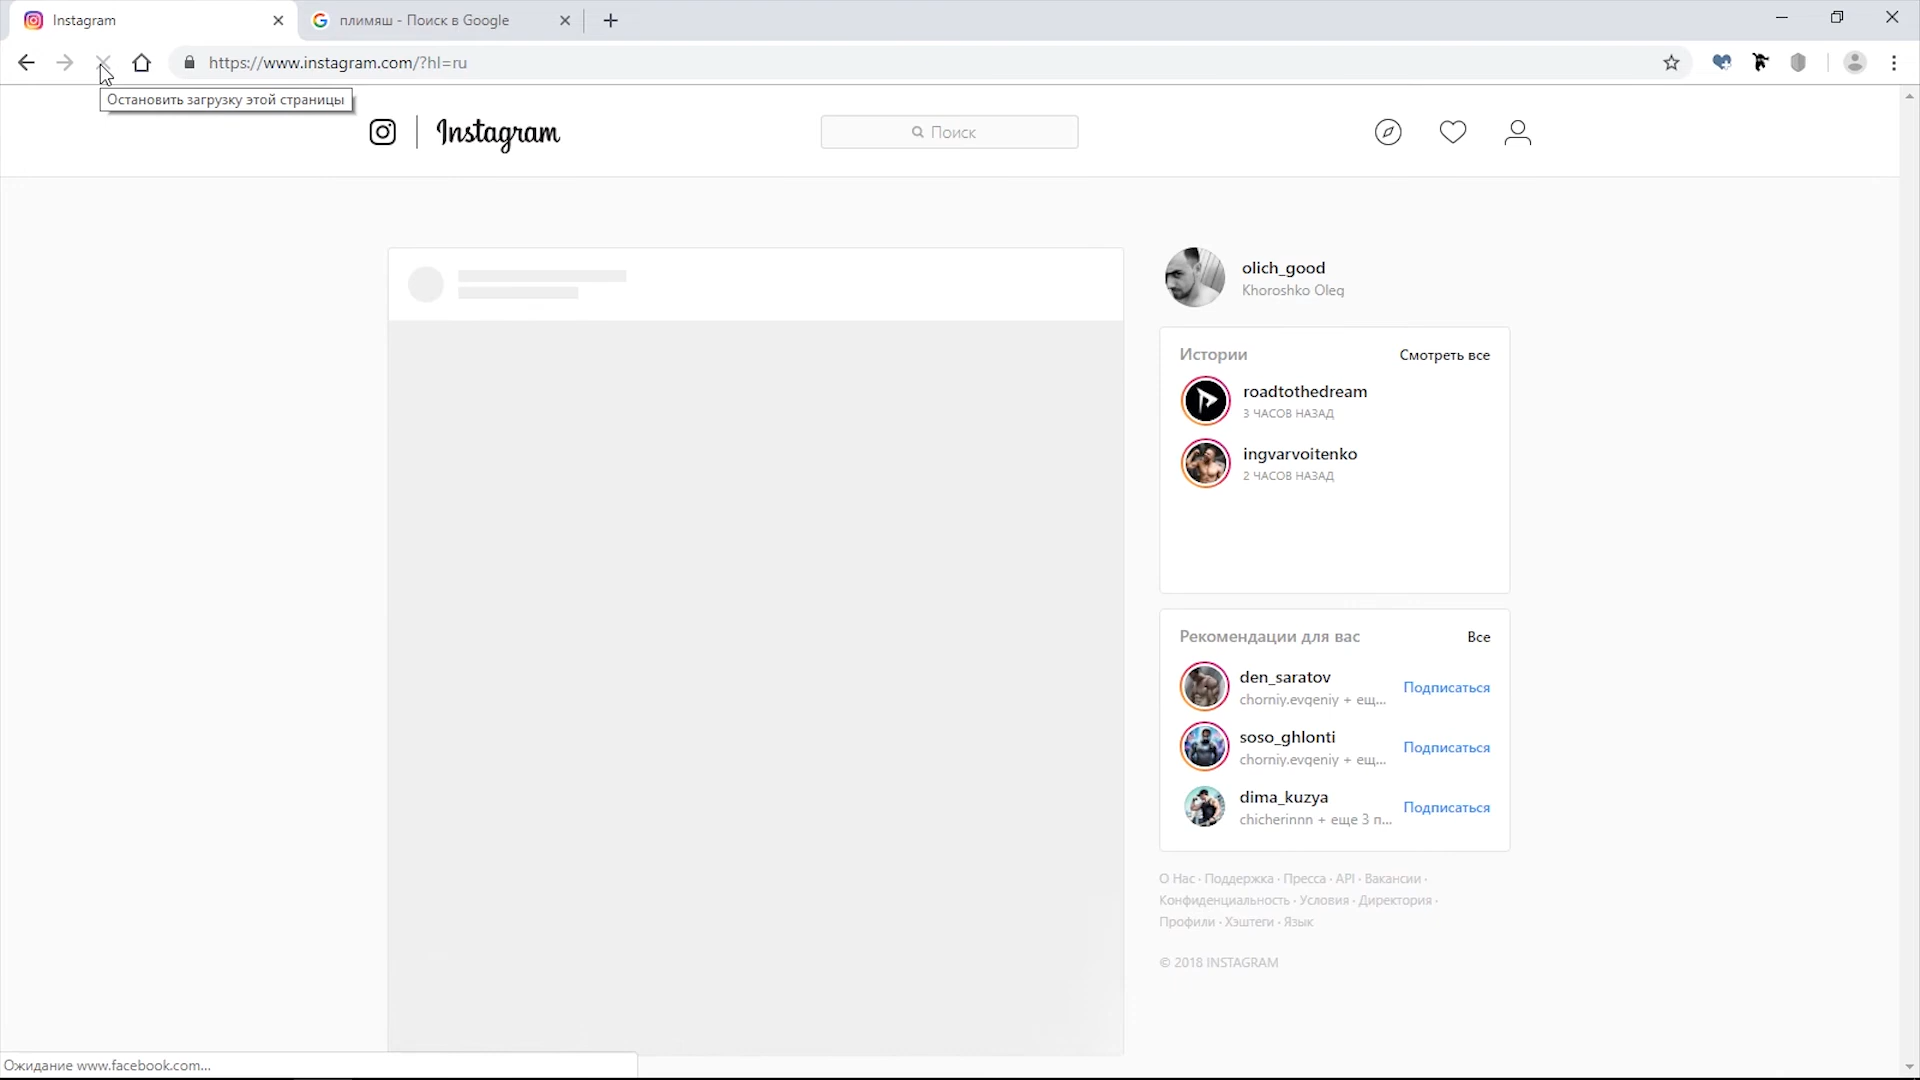 Instagram
плимяш - Поиск в Google
https://www.instagram.com/?hl=ru
Остановить загрузку этой страницы
Instagram
Поиск
olich_good
Khoroshko Oleg
Истории
Смотреть все
roadtothedream
3 ЧАСОВ НАЗАД
ingvarvoitenko
2 ЧАСОВ НАЗАД
Рекомендации для вас
Все
den_saratov
chorniy.evgeniy + ещ...
Подписаться
soso_ghlonti
chorniy.evgeniy + ещ...
Подписаться
dima_kuzya
chicherinnn + еще 3 п...
Подписаться
О Нас · Поддержка · Пресса · API · Вакансии ·
Конфиденциальность · Условия · Директория ·
Профили · Хэштеги · Язык
© 2018 INSTAGRAM
Ожидание www.facebook.com...